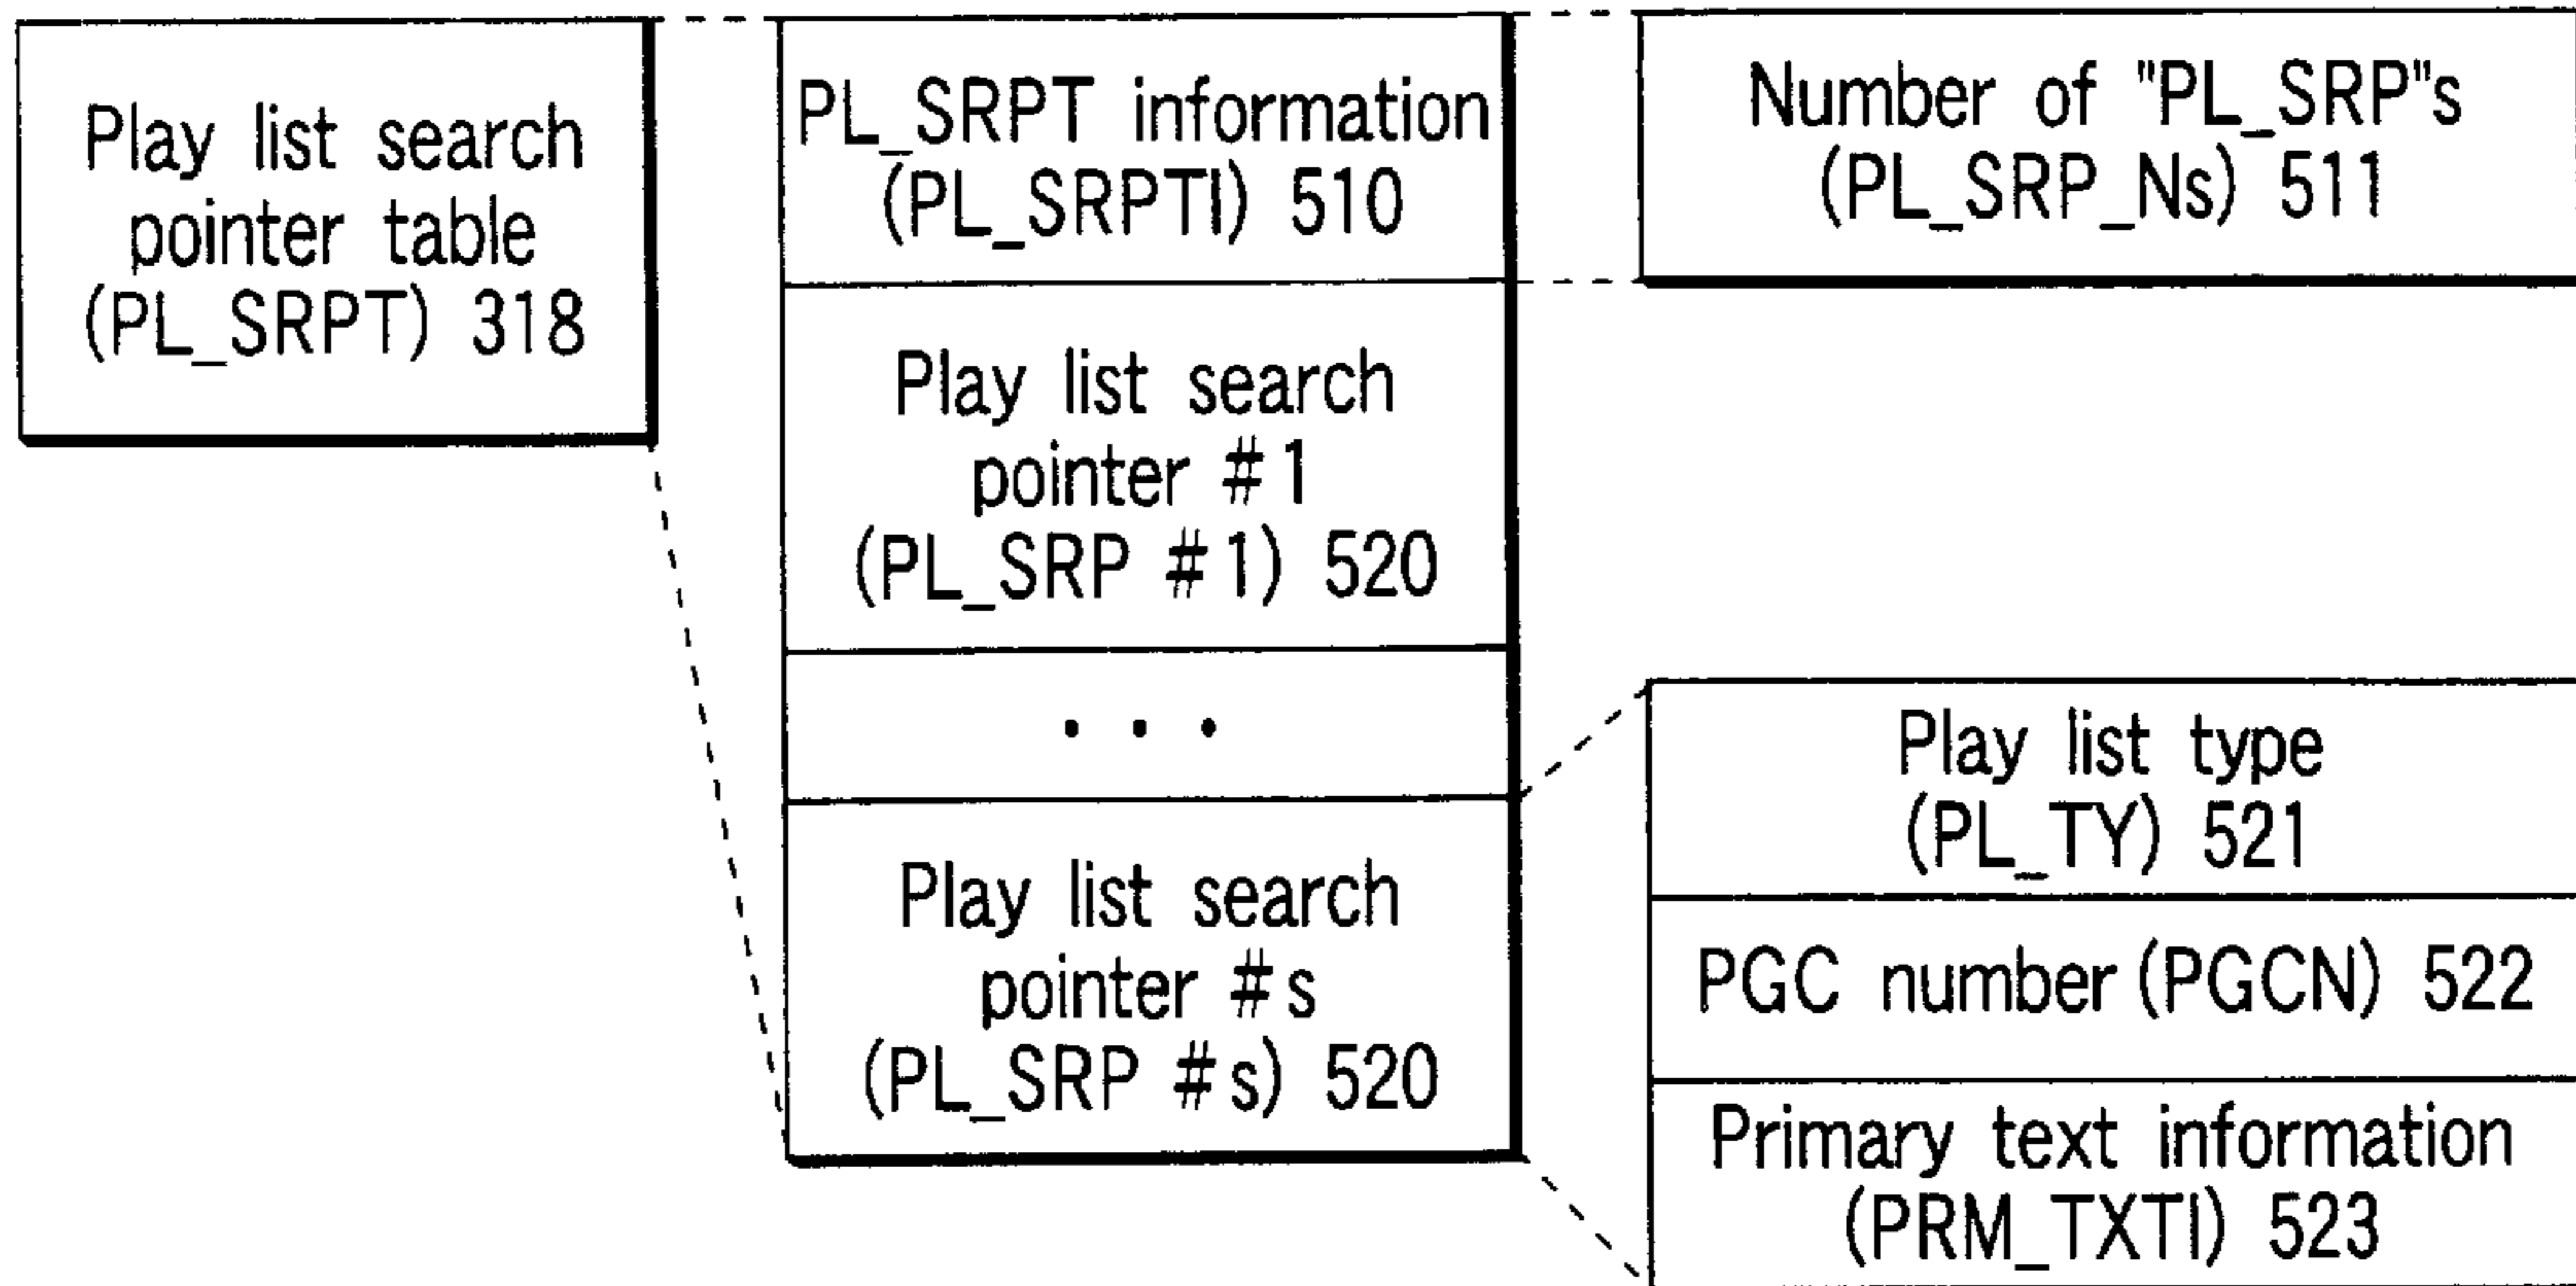 Play list search
pointer table
(PL_SRPT) 318
PL_SRPT information
(PL_SRPTI) 510
Play list search
pointer #1
(PL_SRP #1) 520
. . .
Play list search
pointer #s
(PL_SRP #s) 520
Number of "PL_SRP"s
(PL_SRP_Ns) 511
Play list type
(PL_TY) 521
PGC number (PGCN) 522
Primary text information
(PRM_TXTI) 523